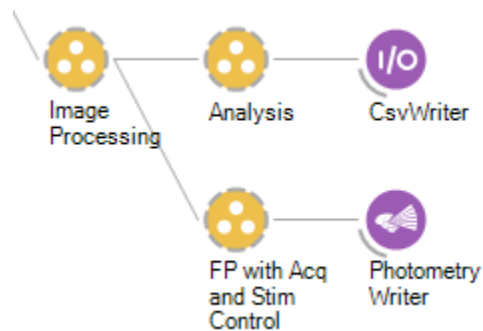 I/O
Image
Processing
Analysis
CsvWriter
FP with Acq
and Stim
Control
Photometry
Writer